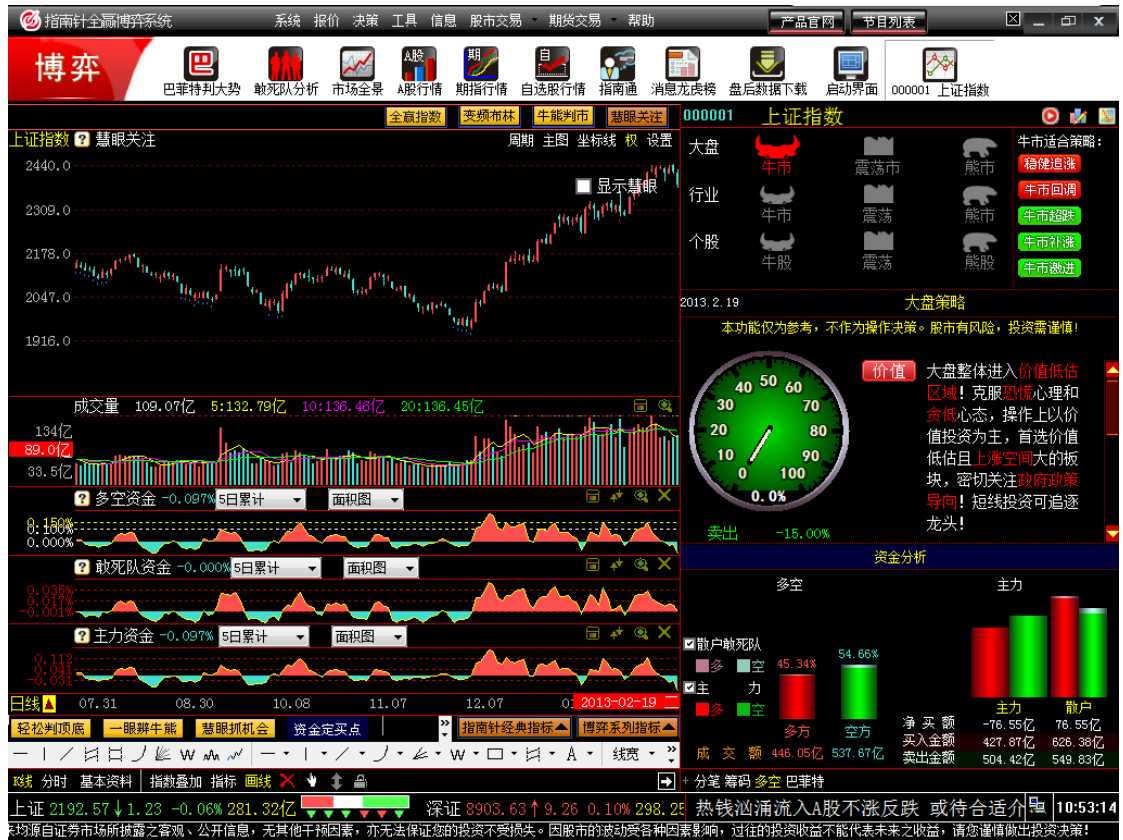 指南针全赢博弈系统 系统 报价 决策 工具 信息 股市交易 期货交易 帮助 产品官网 节目列表
博弈 巴菲特判大势 敢死队分析 市场全景 A股行情 期指行情 自选股行情 指南通 消息龙虎榜 盘后数据下载 启动界面 000001 上证指数
全赢指数 变频布林 牛能判市 慧眼关注
000001 上证指数
上证指数 ? 慧眼关注 周期 主图 坐标线 权 设置
显示慧眼
2440.0
2309.0
2178.0
2047.0
1916.0
大盘 牛市 震荡市 熊市
行业 牛市 震荡 熊市
个股 牛股 震荡 熊股
牛市适合策略:
稳健追涨
牛市回调
牛市超跌
牛市补涨
牛市激进
2013.2.19 大盘策略
本功能仅为参考，不作为操作决策。股市有风险，投资需谨慎!
0 10 20 30 40 50 60 70 80 90 100
0.0%
卖出 -15.00%
价值
大盘整体进入价值低估
区域! 克服恐慌心理和
贪低心态，操作上以价
值投资为主，首选价值
低估且上涨空间大的板
块，密切关注政府政策
导向! 短线投资可追逐
龙头!
成交量 109.07亿 5:132.79亿 10:136.46亿 20:136.45亿
134亿
89.0亿
33.5亿
? 多空资金 -0.097% 5日累计 面积图
0.150%
0.100%
0.000%
? 敢死队资金 -0.000% 5日累计 面积图
0.035%
0.017%
-0.001%
? 主力资金 -0.097% 5日累计 面积图
0.112
0.041
-0.031
日线 07.31 08.30 10.08 11.07 12.07 01 2013-02-19 二
资金分析
多空 主力
散户敢死队
多 空 45.34% 54.66%
主 力
多 空
多方 空方
成 交 额 446.05亿 537.67亿
主力 散户
净 买 额 -76.55亿 76.55亿
买入金额 427.87亿 626.38亿
卖出金额 504.42亿 549.83亿
轻松判顶底 一眼辨牛能 慧眼抓机会 资金定买点 指南针经典指标 博弈系列指标
线宽
K线 分时 基本资料 指数叠加 指标 画线
分笔 筹码 多空 巴菲特
上证 2192.57↓1.23 -0.06% 281.32亿 深证 8903.63↑9.26 0.10% 298.2 热钱汹涌流入A股不涨反跌 或待合适介 10:53:14
均源自证券市场所披露之客观、公开信息，无其他干预因素，亦无法保证您的投资不受损失。因股市的波动受各种因素影响，过往的投资收益不能代表未来之收益，请您谨慎做出投资决策!